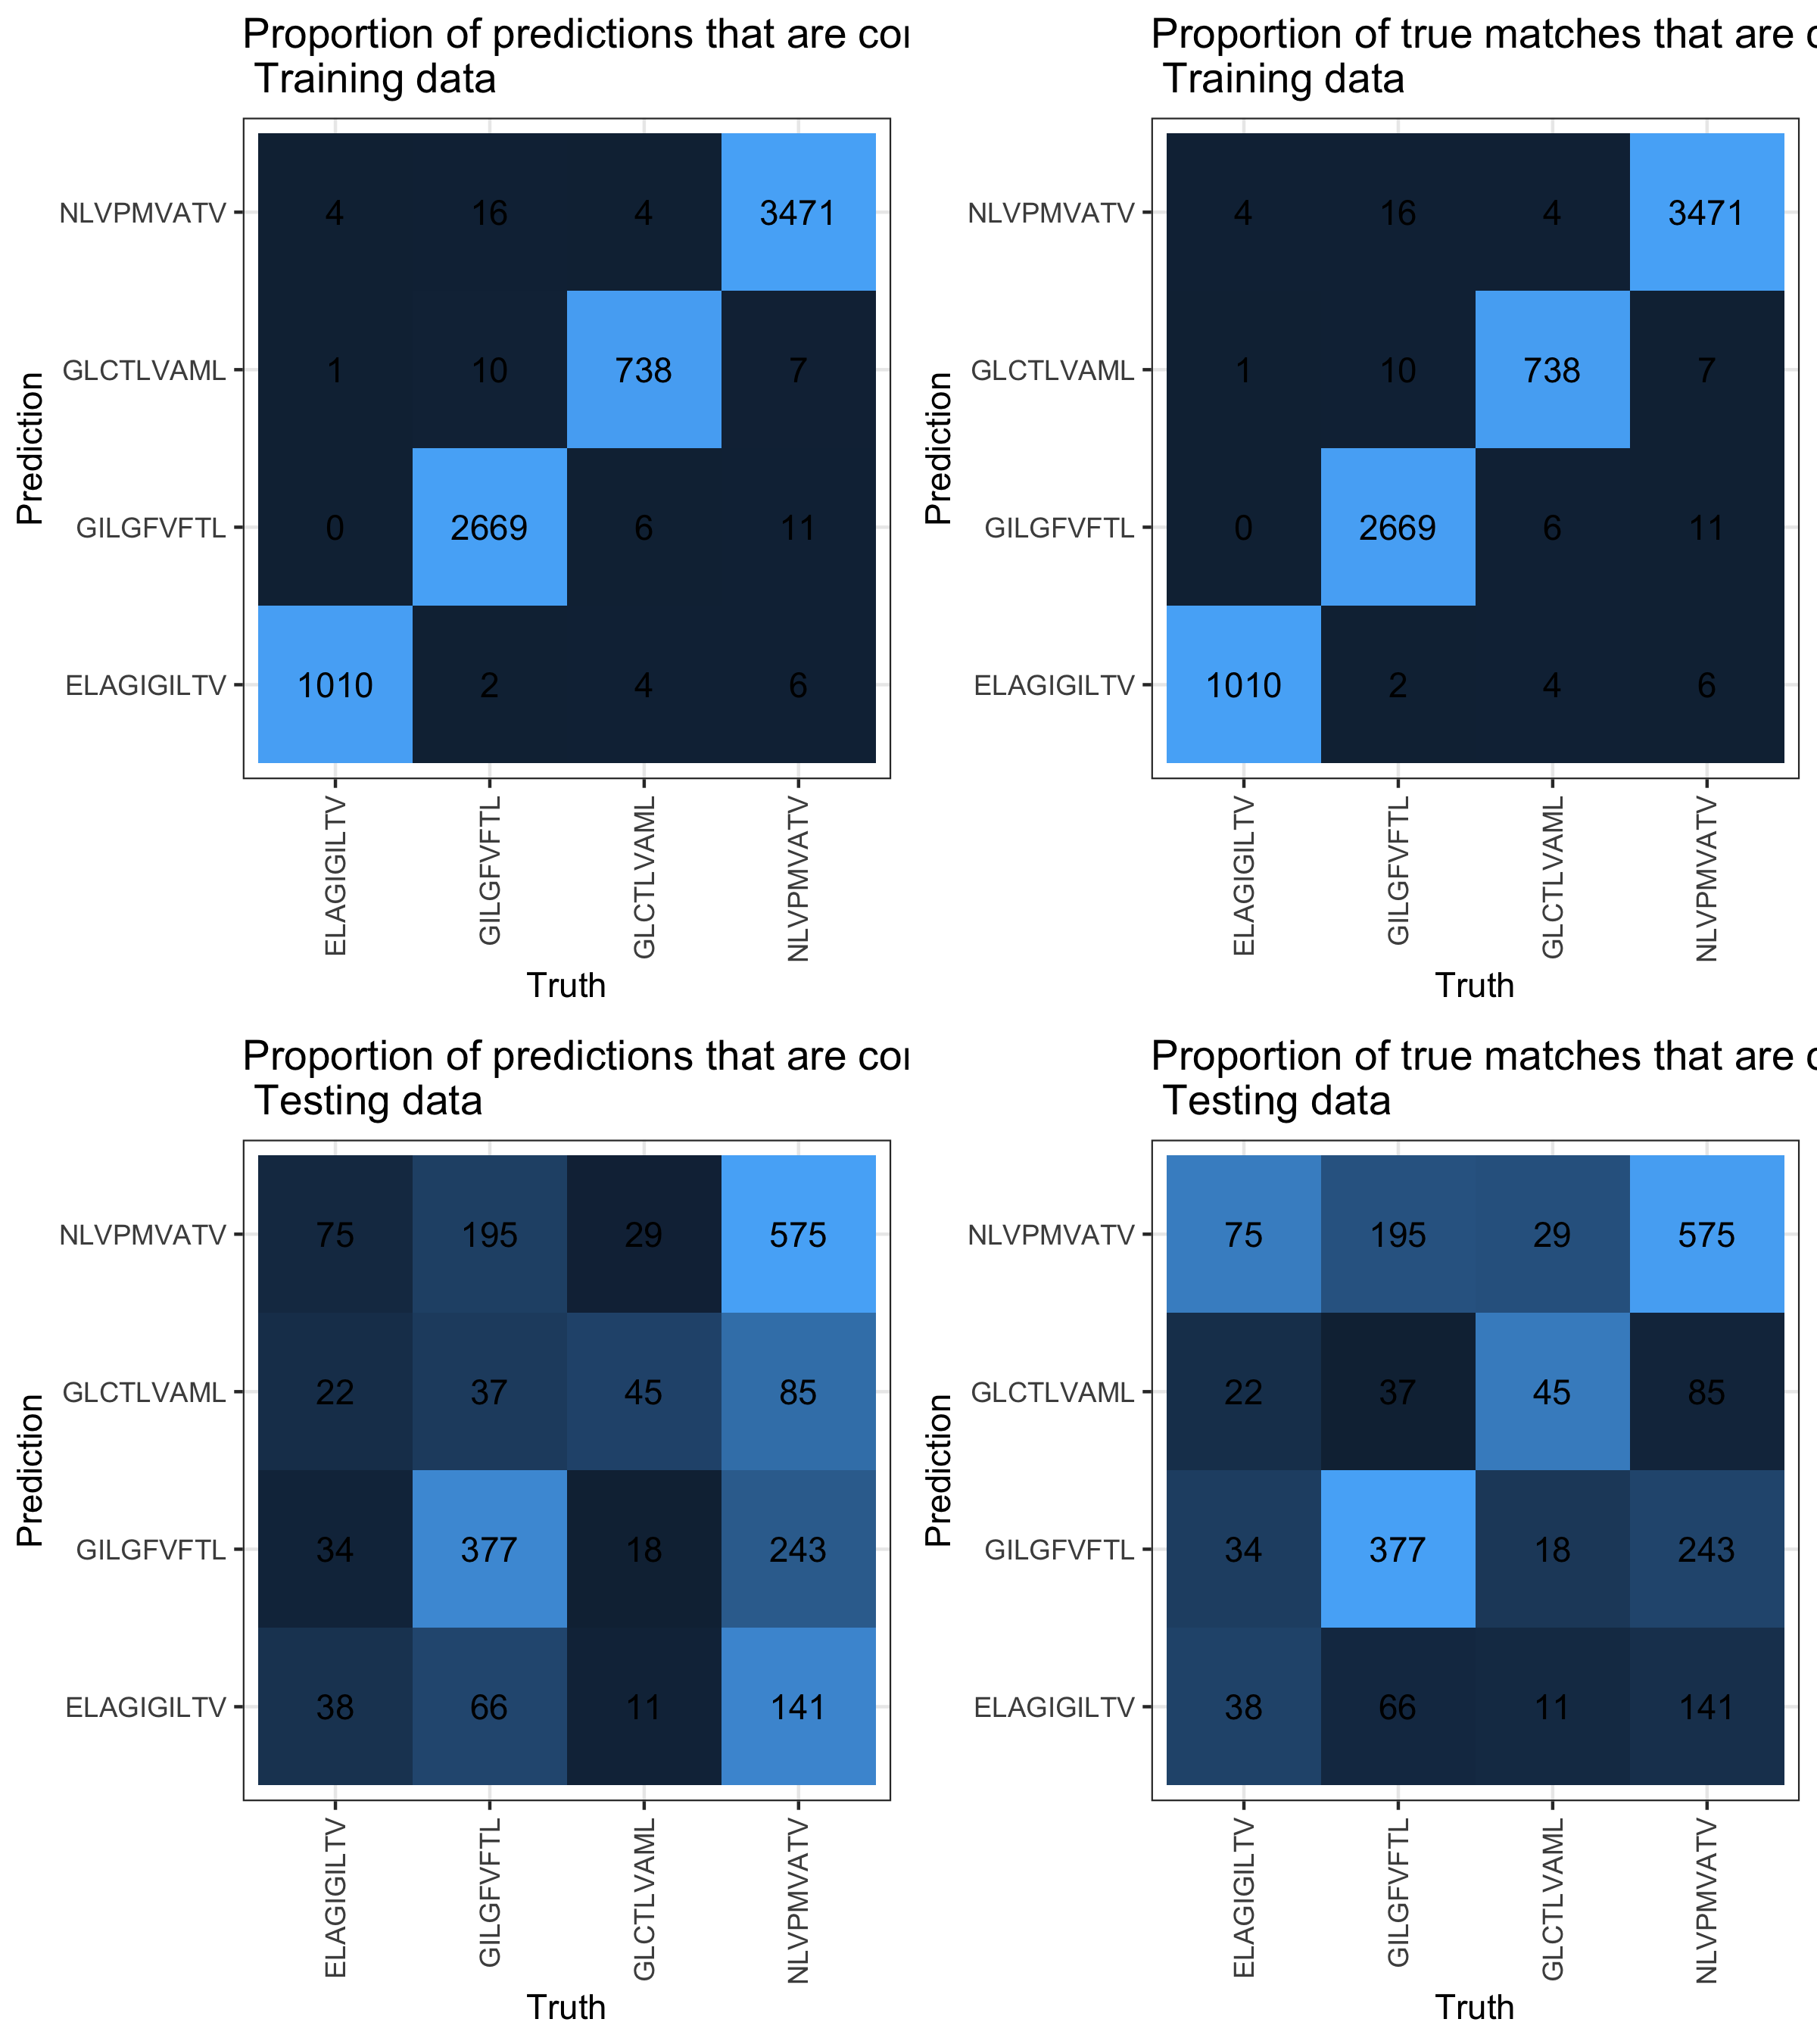 Proportion of predictions that are
Training data
Prediction
NLVPMVATV 4 16 4 3471
GLCTLVAML 1 10 738 7
GILGFVFTL 0 2669 6 11
ELAGIGILTV 1010 2 4 6
ELAGIGILTV GILGFVFTL GLCTLVAML NLVPMVATV
Truth
Proportion of true matches that are
Training data
Prediction
NLVPMVATV 4 16 4 3471
GLCTLVAML 1 10 738 7
GILGFVFTL 0 2669 6 11
ELAGIGILTV 1010 2 4 6
ELAGIGILTV GILGFVFTL GLCTLVAML NLVPMVATV
Truth
Proportion of predictions that are
Testing data
Prediction
NLVPMVATV 75 195 29 575
GLCTLVAML 22 37 45 85
GILGFVFTL 34 377 18 243
ELAGIGILTV 38 66 11 141
ELAGIGILTV GILGFVFTL GLCTLVAML NLVPMVATV
Truth
Proportion of true matches that are
Testing data
Prediction
NLVPMVATV 75 195 29 575
GLCTLVAML 22 37 45 85
GILGFVFTL 34 377 18 243
ELAGIGILTV 38 66 11 141
ELAGIGILTV GILGFVFTL GLCTLVAML NLVPMVATV
Truth